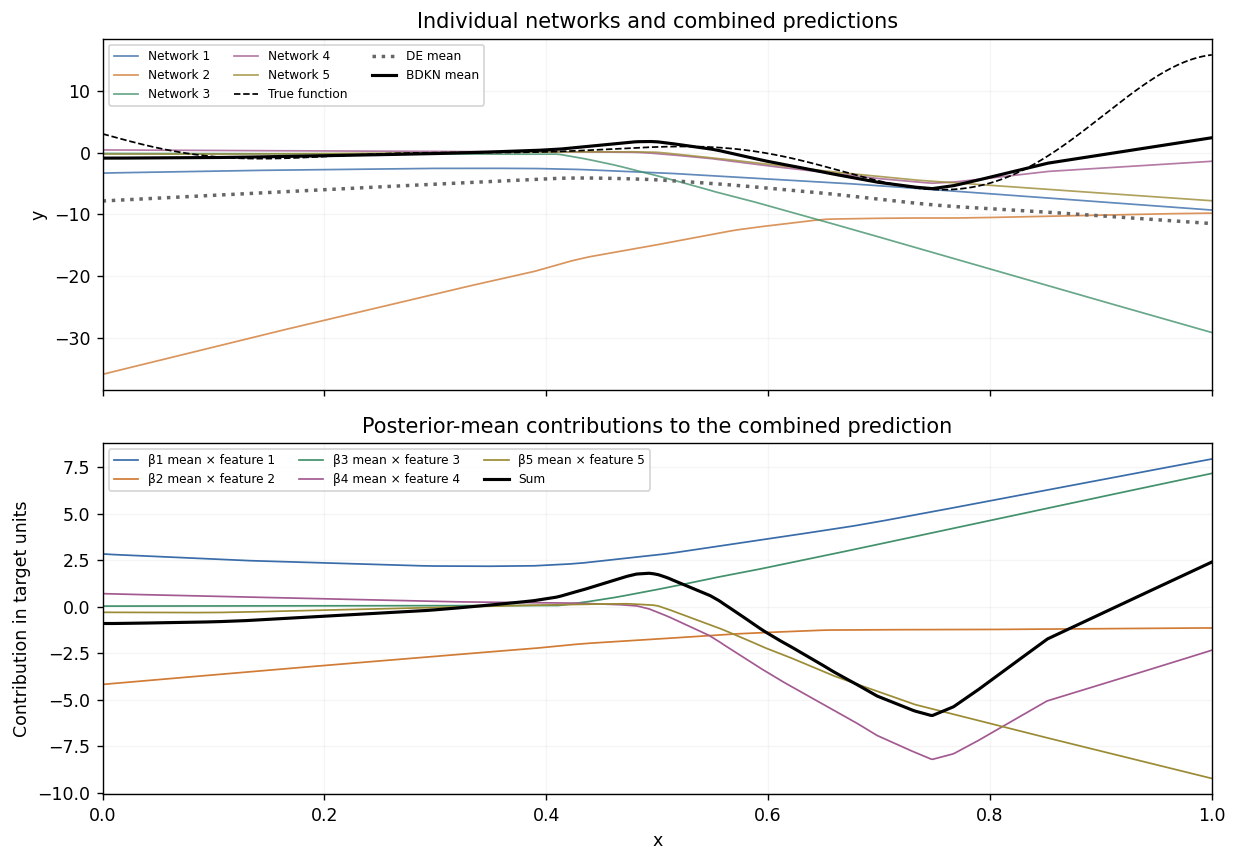 Individual networks and combined predictions
Network 1 Network 4 DE mean
Network 2 Network 5 BDKN mean
Network 3 True function
10
0
−10
−20
−30
y
Posterior-mean contributions to the combined prediction
β1 mean × feature 1 β3 mean × feature 3 β5 mean × feature 5
β2 mean × feature 2 β4 mean × feature 4 Sum
7.5
5.0
2.5
0.0
−2.5
−5.0
−7.5
−10.0
Contribution in target units
0.0 0.2 0.4 0.6 0.8 1.0
x